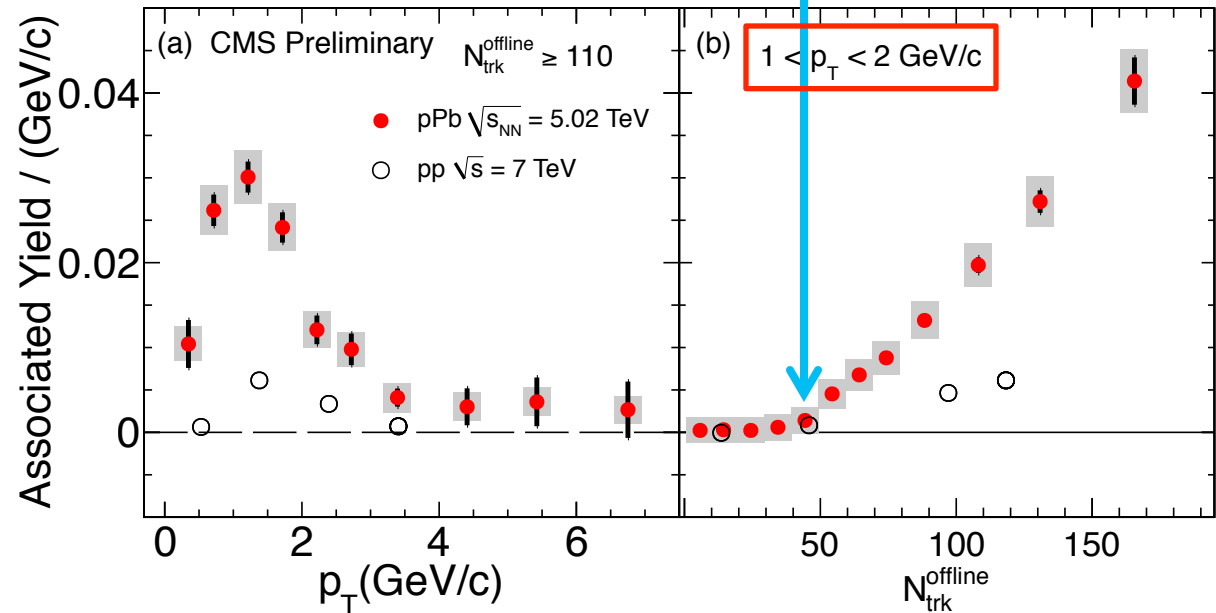 (a) CMS Preliminary
N_trk^offline ≥ 110
pPb √s_NN = 5.02 TeV
pp √s = 7 TeV
Associated Yield / (GeV/c)
0.04
0.02
0
0 2 4 6
p_T(GeV/c)
(b) 1 < p_T < 2 GeV/c
50 100 150
N_trk^offline